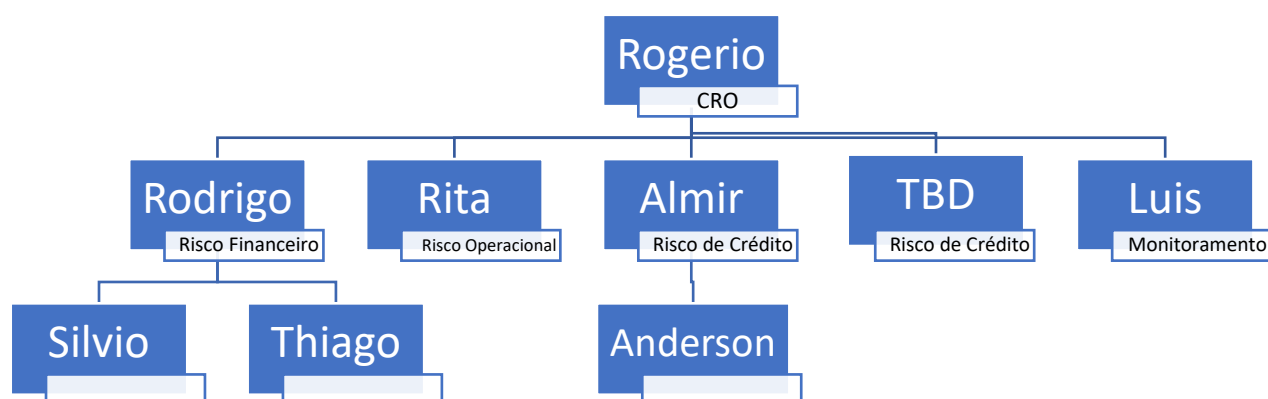 Rogerio
CRO
Rodrigo
Risco Financeiro
Rita
Risco Operacional
Almir
Risco de Crédito
TBD
Risco de Crédito
Luis
Monitoramento
Silvio
Thiago
Anderson